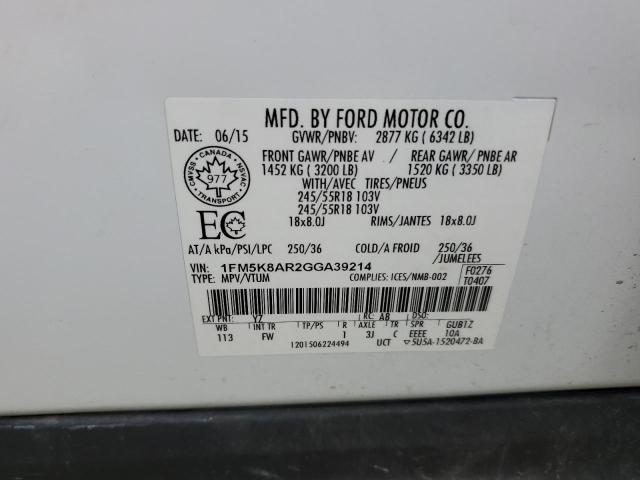 MFD. BY FORD MOTOR CO.
DATE: 06/15 GVWR/PNBV: 2877 KG ( 6342 LB)
FRONT GAWR/PNBE AV / REAR GAWR/ PNBE AR
1452 KG ( 3200 LB) 1520 KG ( 3350 LB)
CANADA
CMVSS NSVAC
977
TRANSPORT
WITH/AVEC TIRES/PNEUS
245/55R18 103V
245/55R18 103V
EC
18x8.0J RIMS/JANTES 18x8.0J
AT/A kPa/PSI/LPC 250/36 COLD/A FROID 250/36
/JUMELEES
VIN: 1FM5K8AR2GGA39214 F0276
TYPE: MPV/VTUM COMPLIES: ICES/NMB-002 T0407
EXT PNT: YZ RC: AB DSO:
WB INT TR TP/PS R AXLE TR SPR GUB1Z
113 FW 1 3J C EEEE 10A
1201506224494 UCT ▽5U5A-1520472-BA